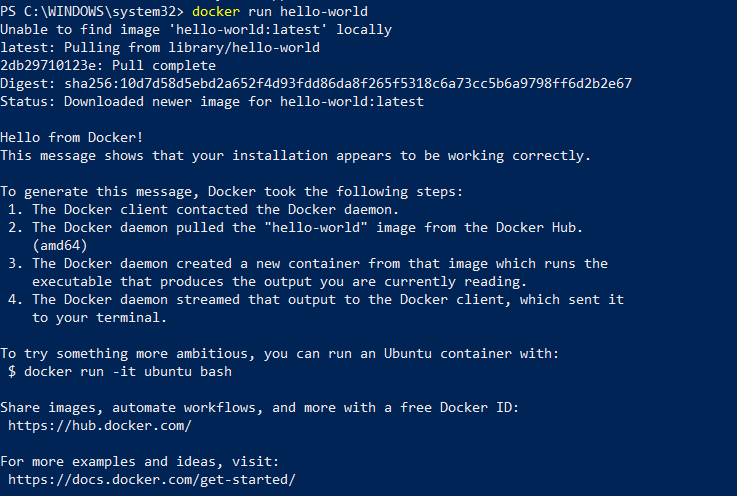 PS C:\WINDOWS\system32> docker run hello-world
Unable to find image 'hello-world:latest' locally
latest: Pulling from library/hello-world
2db29710123e: Pull complete
Digest: sha256:10d7d58d5ebd2a652f4d93fdd86da8f265f5318c6a73cc5b6a9798ff6d2b2e67
Status: Downloaded newer image for hello-world:latest
Hello from Docker!
This message shows that your installation appears to be working correctly.
To generate this message, Docker took the following steps:
1. The Docker client contacted the Docker daemon.
2. The Docker daemon pulled the "hello-world" image from the Docker Hub.
(amd64)
3. The Docker daemon created a new container from that image which runs the
executable that produces the output you are currently reading.
4. The Docker daemon streamed that output to the Docker client, which sent it
to your terminal.
To try something more ambitious, you can run an Ubuntu container with:
$ docker run -it ubuntu bash
Share images, automate workflows, and more with a free Docker ID:
https://hub.docker.com/
For more examples and ideas, visit:
https://docs.docker.com/get-started/